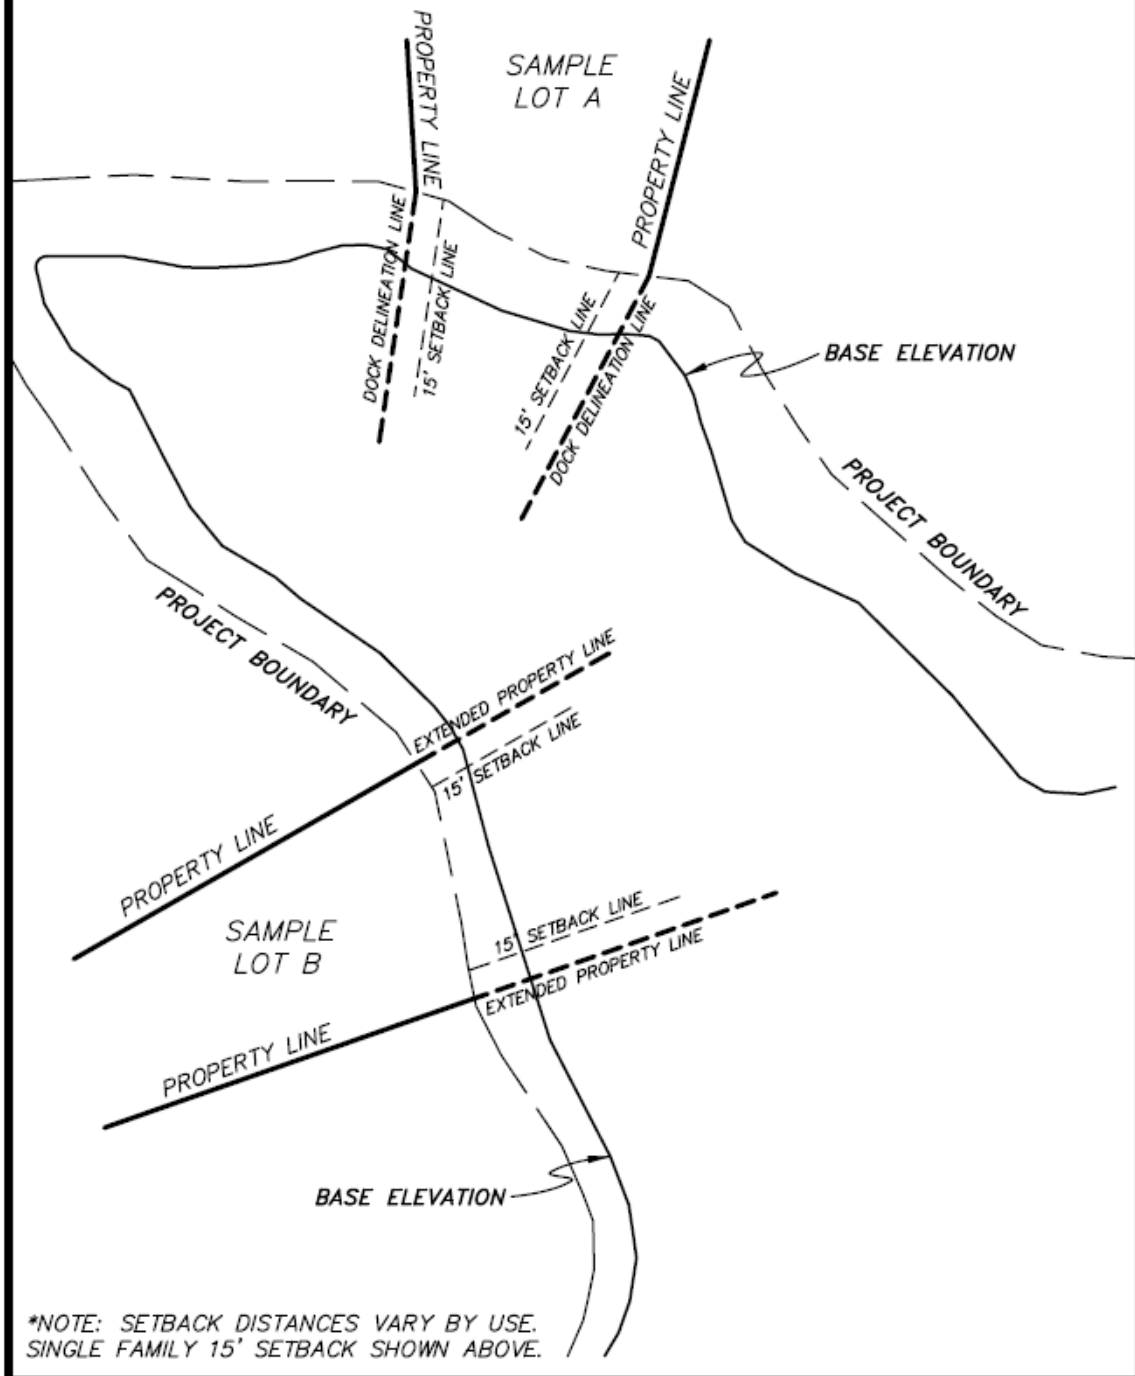 SAMPLE
LOT A
PROPERTY LINE
PROPERTY LINE
DOCK DELINEATION LINE
15' SETBACK LINE
15' SETBACK LINE
DOCK DELINEATION LINE
BASE ELEVATION
PROJECT BOUNDARY
PROJECT BOUNDARY
EXTENDED PROPERTY LINE
15' SETBACK LINE
PROPERTY LINE
SAMPLE
LOT B
15' SETBACK LINE
EXTENDED PROPERTY LINE
PROPERTY LINE
BASE ELEVATION
*NOTE: SETBACK DISTANCES VARY BY USE.
SINGLE FAMILY 15' SETBACK SHOWN ABOVE.